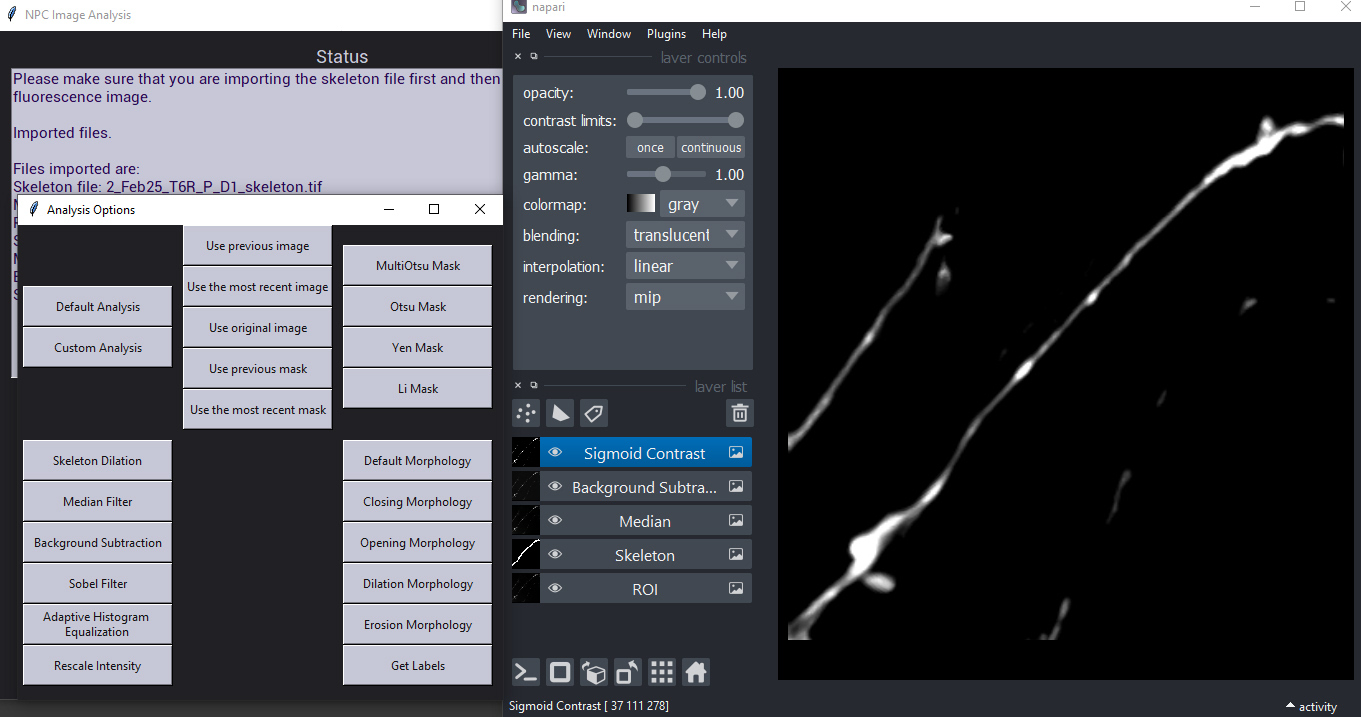 NPC Image Analysis
Status
Please make sure that you are importing the skeleton file first and then
fluorescence image.
Imported files.
Files imported are:
Skeleton file: 2_Feb25_T6R_P_D1_skeleton.tif
Analysis Options
Default Analysis
Custom Analysis
Use previous image
Use the most recent image
Use original image
Use previous mask
Use the most recent mask
MultiOtsu Mask
Otsu Mask
Yen Mask
Li Mask
Skeleton Dilation
Median Filter
Background Subtraction
Sobel Filter
Adaptive Histogram
Equalization
Rescale Intensity
Default Morphology
Closing Morphology
Opening Morphology
Dilation Morphology
Erosion Morphology
Get Labels
napari
File View Window Plugins Help
layer controls
opacity: 1.00
contrast limits:
autoscale: once continuous
gamma: 1.00
colormap: gray
blending: translucent
interpolation: linear
rendering: mip
layer list
Sigmoid Contrast
Background Subtra...
Median
Skeleton
ROI
Sigmoid Contrast [ 37 111 278]
activity